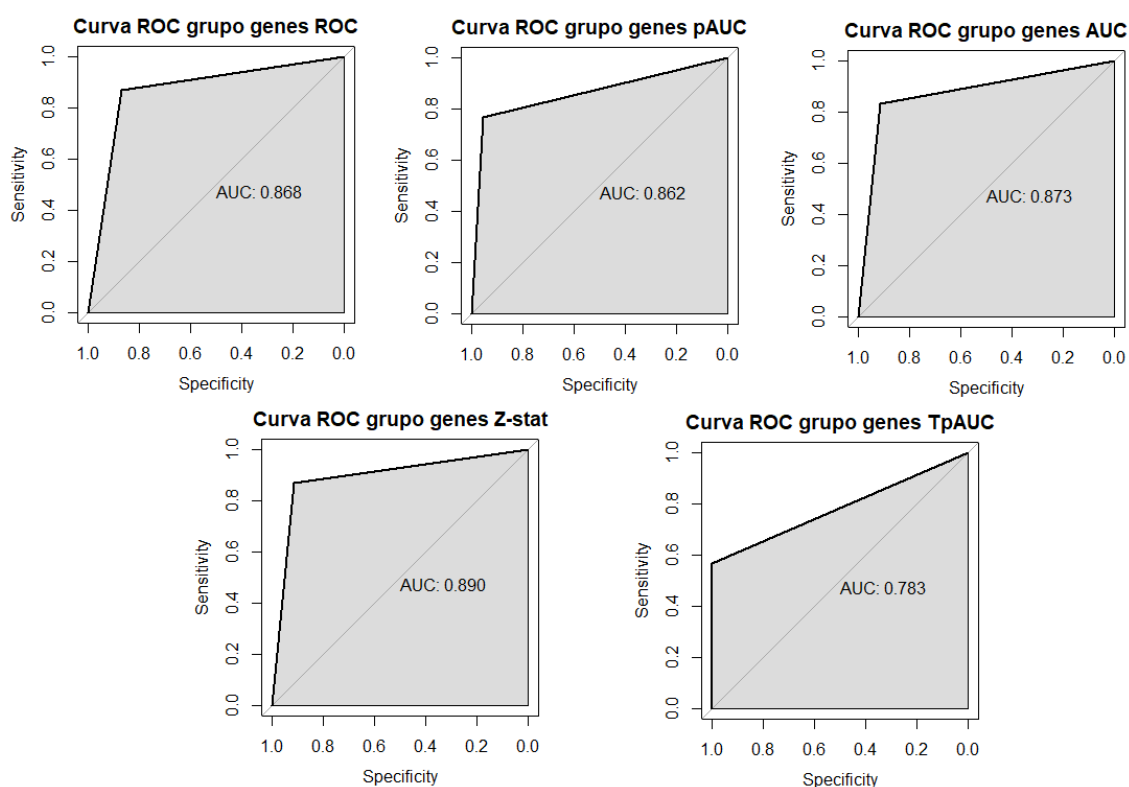 Curva ROC grupo genes ROC
Sensitivity
0.0 0.2 0.4 0.6 0.8 1.0
AUC: 0.868
1.0 0.8 0.6 0.4 0.2 0.0
Specificity
Curva ROC grupo genes pAUC
Sensitivity
0.0 0.2 0.4 0.6 0.8 1.0
AUC: 0.862
1.0 0.8 0.6 0.4 0.2 0.0
Specificity
Curva ROC grupo genes AUC
Sensitivity
0.0 0.2 0.4 0.6 0.8 1.0
AUC: 0.873
1.0 0.8 0.6 0.4 0.2 0.0
Specificity
Curva ROC grupo genes Z-stat
Sensitivity
0.0 0.2 0.4 0.6 0.8 1.0
AUC: 0.890
1.0 0.8 0.6 0.4 0.2 0.0
Specificity
Curva ROC grupo genes TpAUC
Sensitivity
0.0 0.2 0.4 0.6 0.8 1.0
AUC: 0.783
1.0 0.8 0.6 0.4 0.2 0.0
Specificity